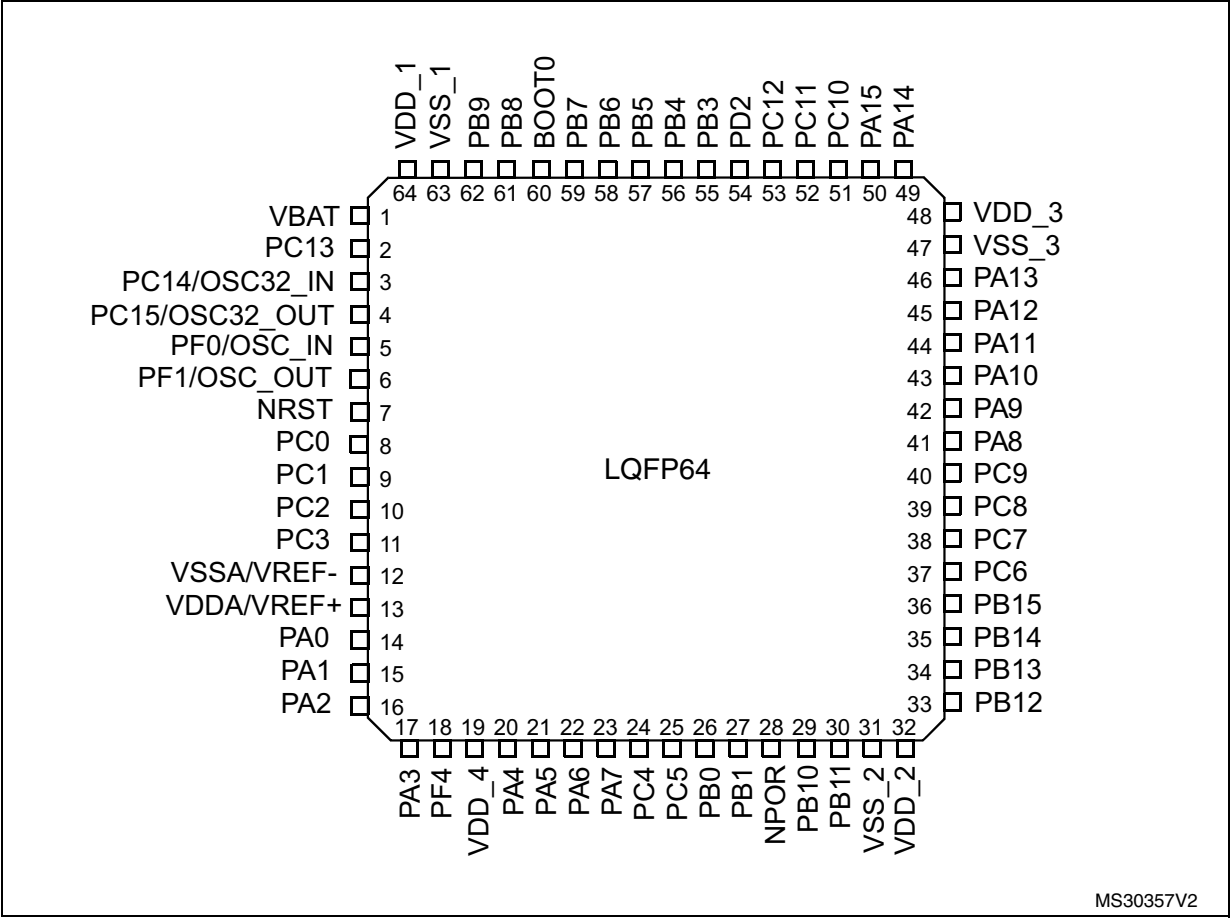 VDD_1
VSS_1
PB9
PB8
BOOT0
PB7
PB6
PB5
PB4
PB3
PD2
PC12
PC11
PC10
PA15
PA14
64 63 62 61 60 59 58 57 56 55 54 53 52 51 50 49
VBAT 1
PC13 2
PC14/OSC32_IN 3
PC15/OSC32_OUT 4
PF0/OSC_IN 5
PF1/OSC_OUT 6
NRST 7
PC0 8
PC1 9
PC2 10
PC3 11
VSSA/VREF- 12
VDDA/VREF+ 13
PA0 14
PA1 15
PA2 16
LQFP64
48 VDD_3
47 VSS_3
46 PA13
45 PA12
44 PA11
43 PA10
42 PA9
41 PA8
40 PC9
39 PC8
38 PC7
37 PC6
36 PB15
35 PB14
34 PB13
33 PB12
17 18 19 20 21 22 23 24 25 26 27 28 29 30 31 32
PA3
PF4
VDD_4
PA4
PA5
PA6
PA7
PC4
PC5
PB0
PB1
NPOR
PB10
PB11
VSS_2
VDD_2
MS30357V2